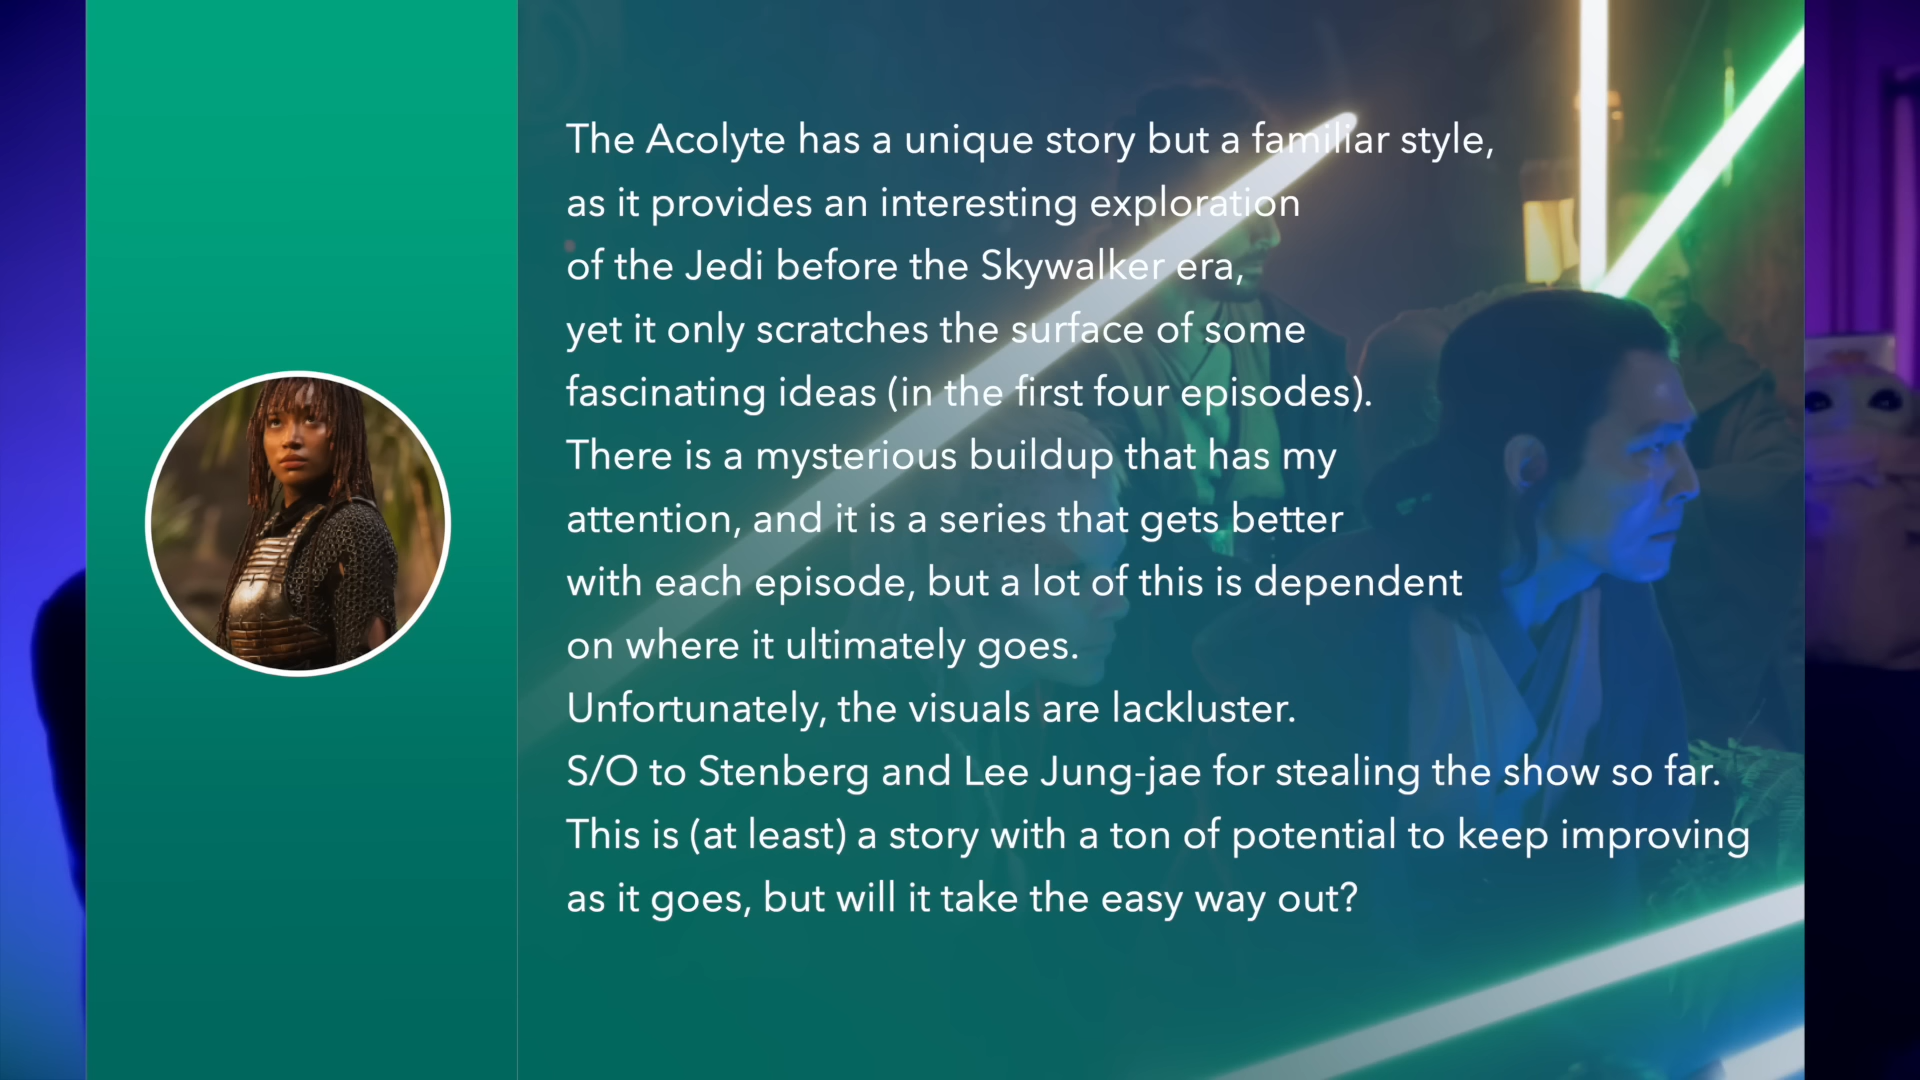 The Acolyte has a unique story but a familiar style,
as it provides an interesting exploration
of the Jedi before the Skywalker era,
yet it only scratches the surface of some
fascinating ideas (in the first four episodes).
There is a mysterious buildup that has my
attention, and it is a series that gets better
with each episode, but a lot of this is dependent
on where it ultimately goes.
Unfortunately, the visuals are lackluster.
S/O to Stenberg and Lee Jung-jae for stealing the show so far.
This is (at least) a story with a ton of potential to keep improving
as it goes, but will it take the easy way out?